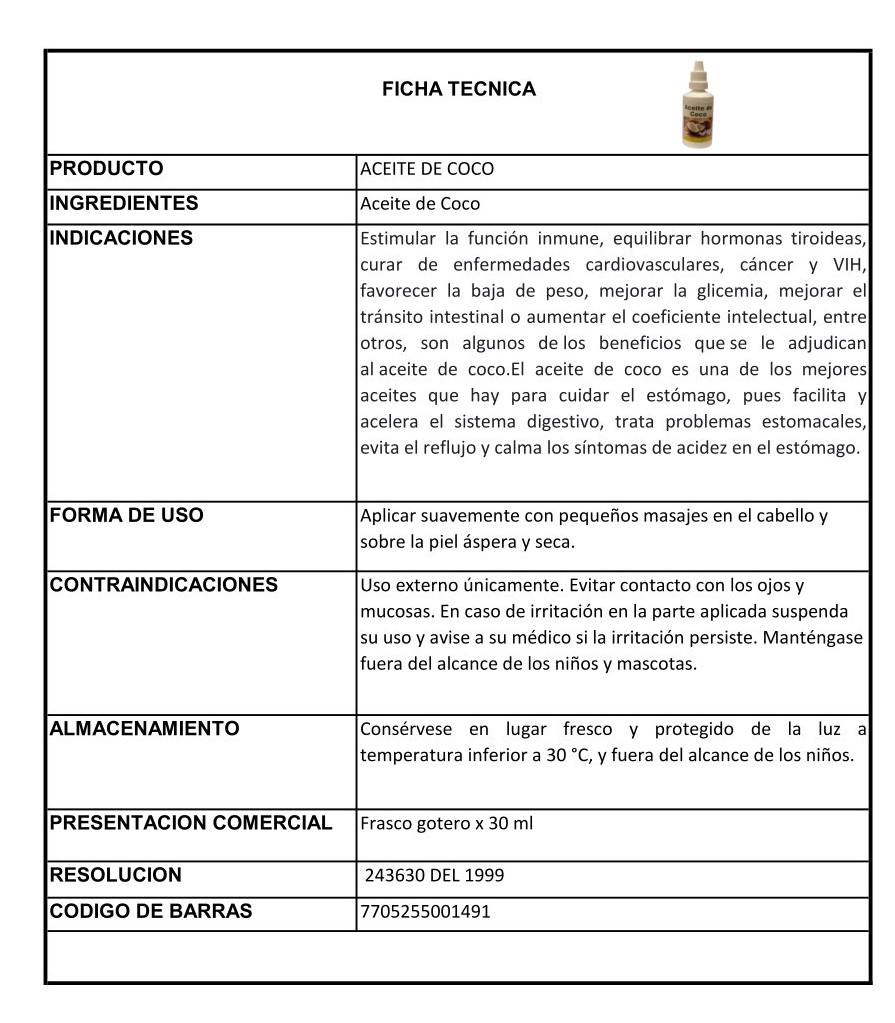 FICHA TECNICA
Aceite de
Coco
PRODUCTO
ACEITE DE COCO
INGREDIENTES
Aceite de Coco
INDICACIONES
Estimular la función inmune, equilibrar hormonas tiroideas,
curar de enfermedades cardiovasculares, cáncer y VIH,
favorecer la baja de peso, mejorar la glicemia, mejorar el
tránsito intestinal o aumentar el coeficiente intelectual, entre
otros, son algunos de los beneficios que se le adjudican
al aceite de coco.El aceite de coco es una de los mejores
aceites que hay para cuidar el estómago, pues facilita y
acelera el sistema digestivo, trata problemas estomacales,
evita el reflujo y calma los síntomas de acidez en el estómago.
FORMA DE USO
Aplicar suavemente con pequeños masajes en el cabello y
sobre la piel áspera y seca.
CONTRAINDICACIONES
Uso externo únicamente. Evitar contacto con los ojos y
mucosas. En caso de irritación en la parte aplicada suspenda
su uso y avise a su médico si la irritación persiste. Manténgase
fuera del alcance de los niños y mascotas.
ALMACENAMIENTO
Consérvese en lugar fresco y protegido de la luz a
temperatura inferior a 30 °C, y fuera del alcance de los niños.
PRESENTACION COMERCIAL
Frasco gotero x 30 ml
RESOLUCION
243630 DEL 1999
CODIGO DE BARRAS
7705255001491